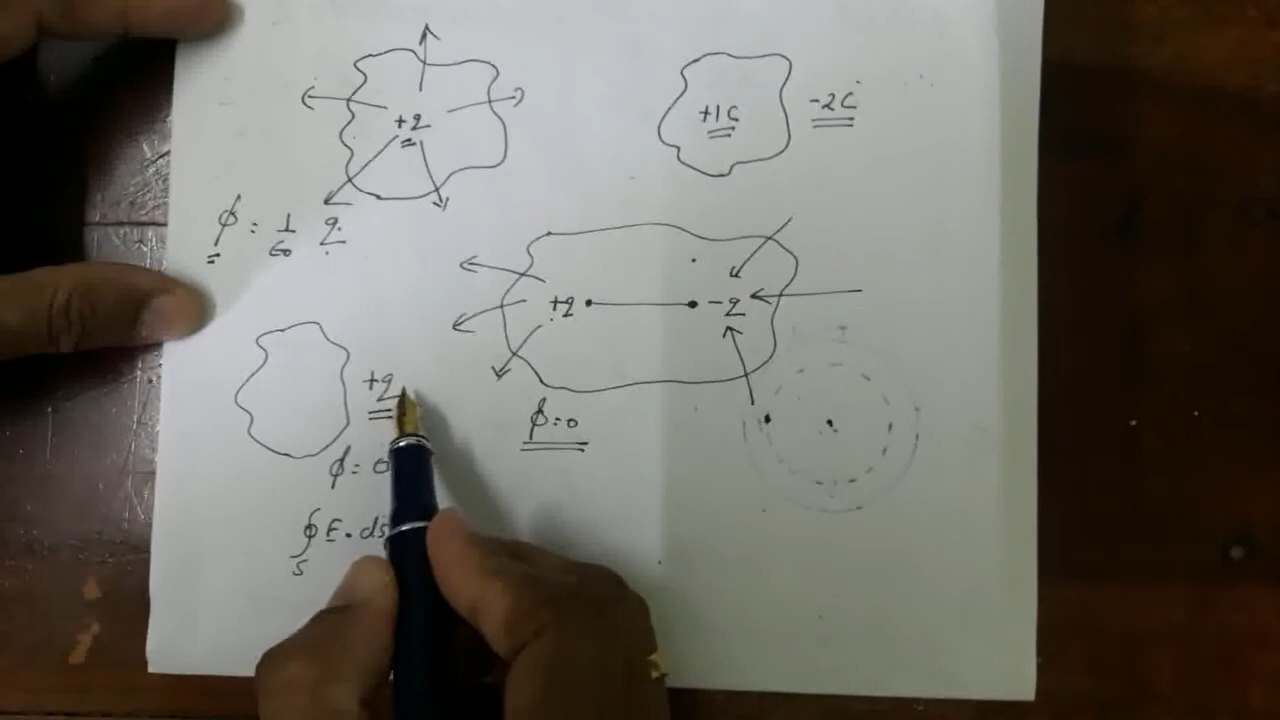 +q
+1C
-2C
ϕ = 1/ϵ0 q
+q
-q
+q
ϕ = 0
ϕ = 0
∮S E . ds